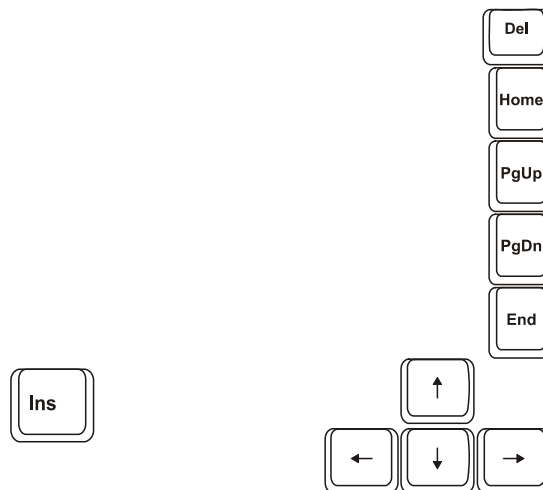 Del
Home
PgUp
PgDn
End
Ins
↑
← ↓ →